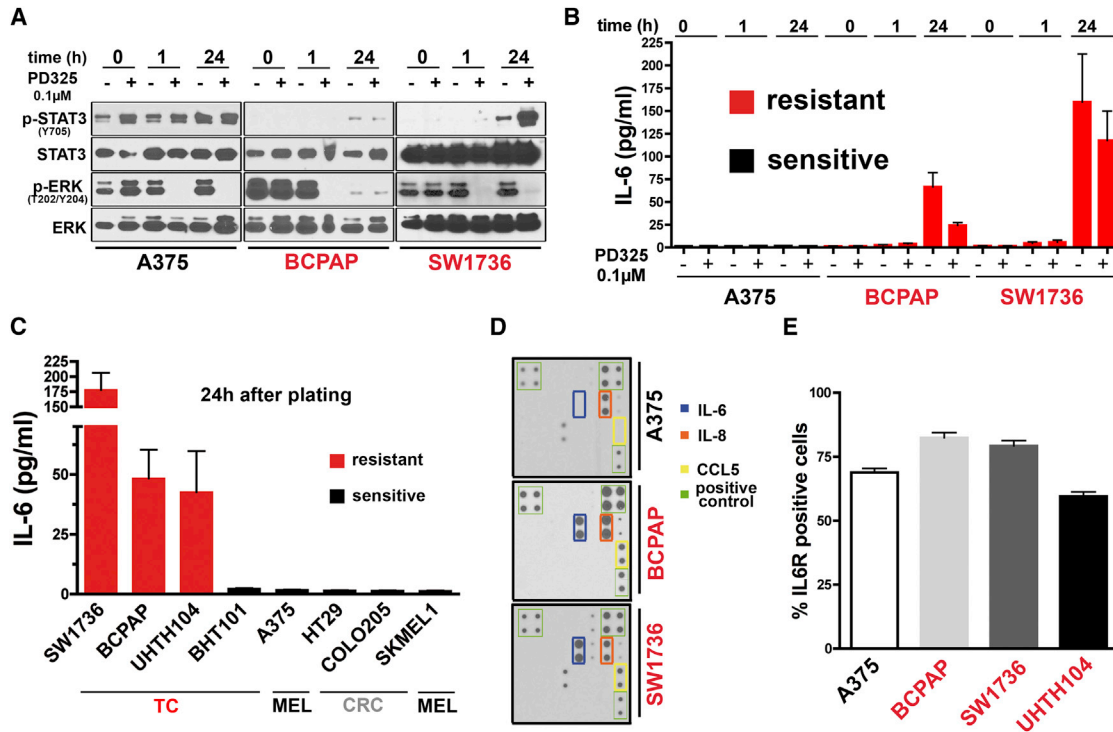 A
time (h) 0 1 24 0 1 24 0 1 24
PD325 - + - + - + - + - + - + - + - + - +
0.1µM
p-STAT3
(Y705)
STAT3
p-ERK
(T202/Y204)
ERK
A375 BCPAP SW1736
B
0 1 24 0 1 24 0 1 24
IL-6 (pg/ml)
225
200
175
150
125
100
75
50
25
0
resistant
sensitive
PD325 - + - + - + - + - + - + - + - + - +
0.1µM
A375 BCPAP SW1736
C
IL-6 (pg/ml)
225
200
175
150
50
25
0
24h after plating
resistant
sensitive
SW1736 BCPAP UHTH104 BHT101 A375 HT29 COLO205 SKMEL1
TC MEL CRC MEL
D
A375
BCPAP
SW1736
IL-6
IL-8
CCL5
positive
control
E
% IL6R positive cells
100
75
50
25
0
A375 BCPAP SW1736 UHTH104